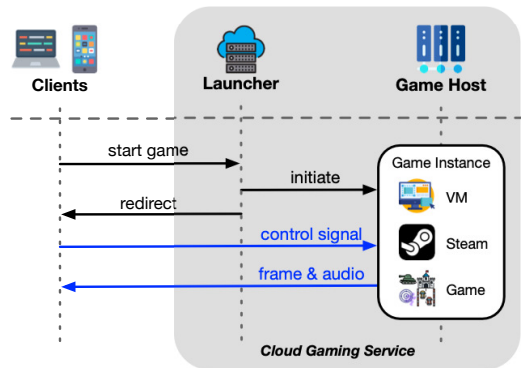 Clients
Launcher
Game Host
start game
Game Instance
initiate
VM
redirect
control signal
Steam
frame & audio
Game
Cloud Gaming Service